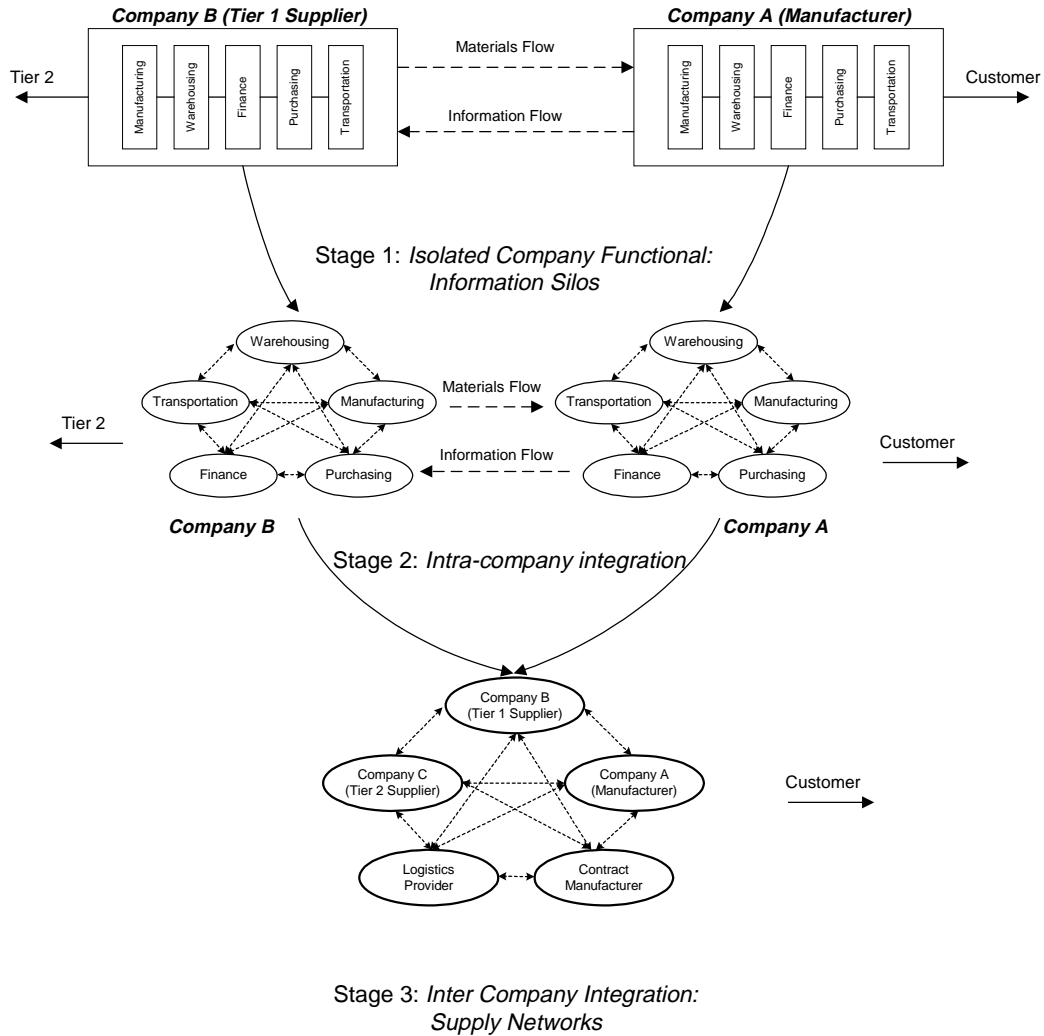 Company B (Tier 1 Supplier)
Company A (Manufacturer)
Tier 2
Manufacturing
Warehousing
Finance
Purchasing
Transportation
Materials Flow
Information Flow
Manufacturing
Warehousing
Finance
Purchasing
Transportation
Customer
Stage 1: Isolated Company Functional:
Information Silos
Warehousing
Transportation
Manufacturing
Finance
Purchasing
Tier 2
Company B
Materials Flow
Information Flow
Warehousing
Transportation
Manufacturing
Finance
Purchasing
Customer
Company A
Stage 2: Intra-company integration
Company B
(Tier 1 Supplier)
Company C
(Tier 2 Supplier)
Company A
(Manufacturer)
Logistics
Provider
Contract
Manufacturer
Customer
Stage 3: Inter Company Integration:
Supply Networks